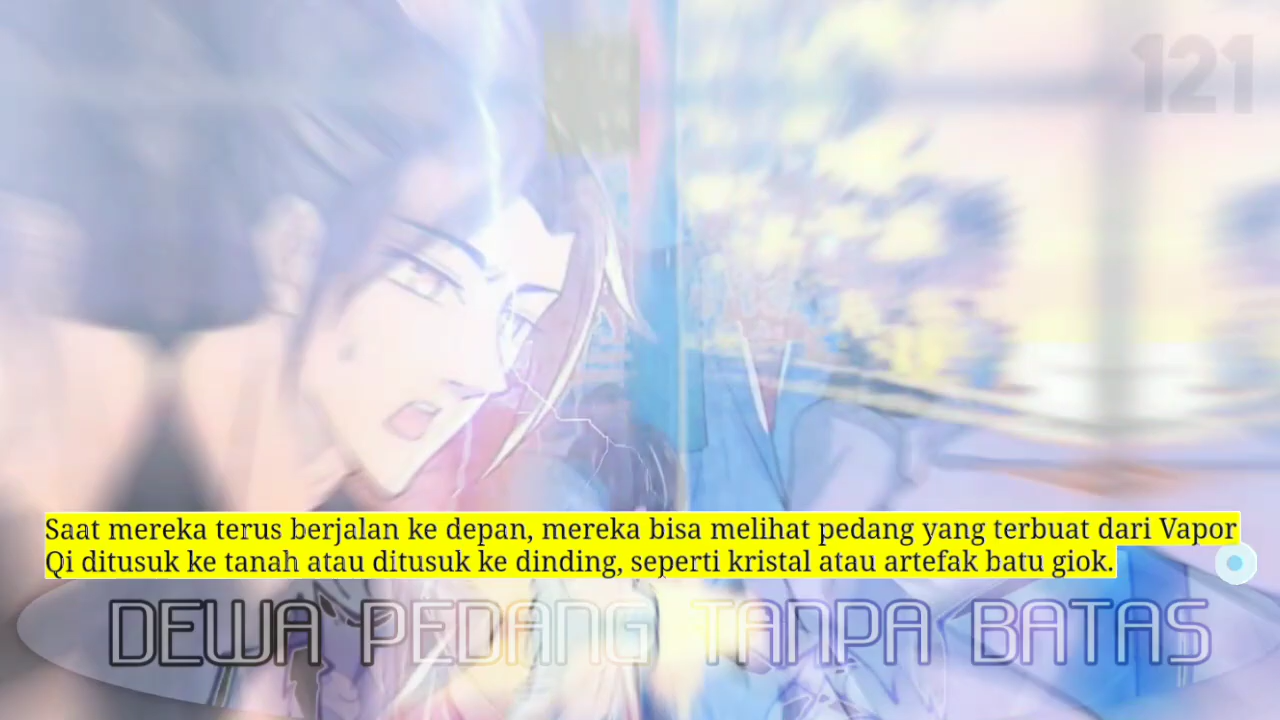 121
Saat mereka terus berjalan ke depan, mereka bisa melihat pedang yang terbuat dari Vapor
Qi ditusuk ke tanah atau ditusuk ke dinding, seperti kristal atau artefak batu giok.
DEWA PEDANG TANPA BATAS